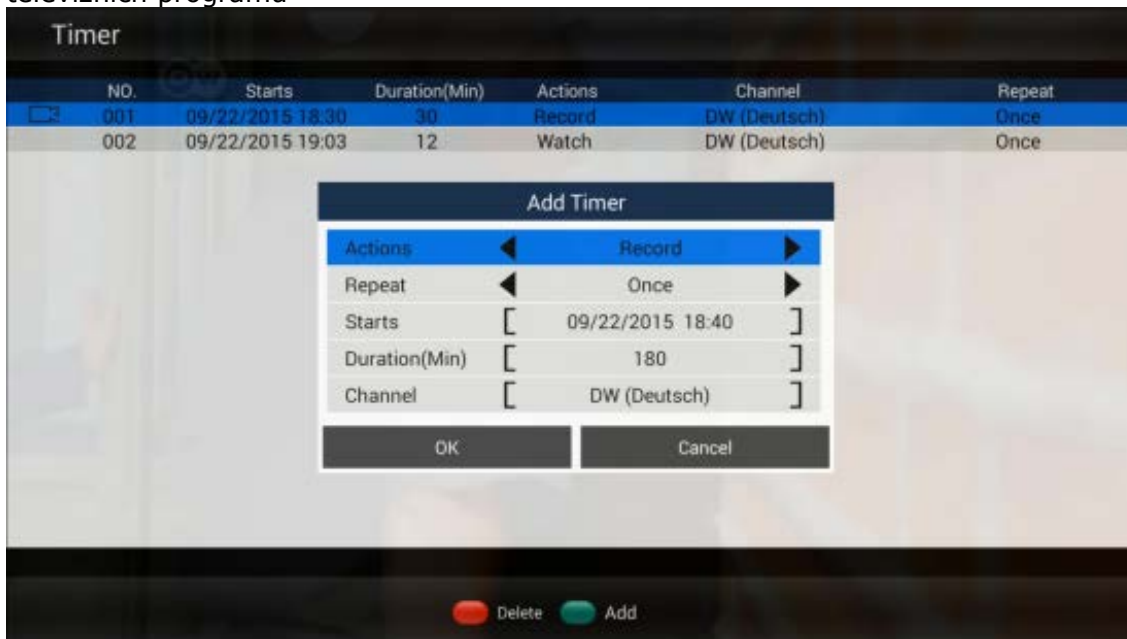 Timer
NO. Starts Duration(Min) Actions Channel Repeat
001 09/22/2015 18:30 30 Record DW (Deutsch) Once
002 09/22/2015 19:03 12 Watch DW (Deutsch) Once
Add Timer
Actions Record
Repeat Once
Starts [ 09/22/2015 18:40 ]
Duration(Min) [ 180 ]
Channel [ DW (Deutsch) ]
OK Cancel
Delete Add